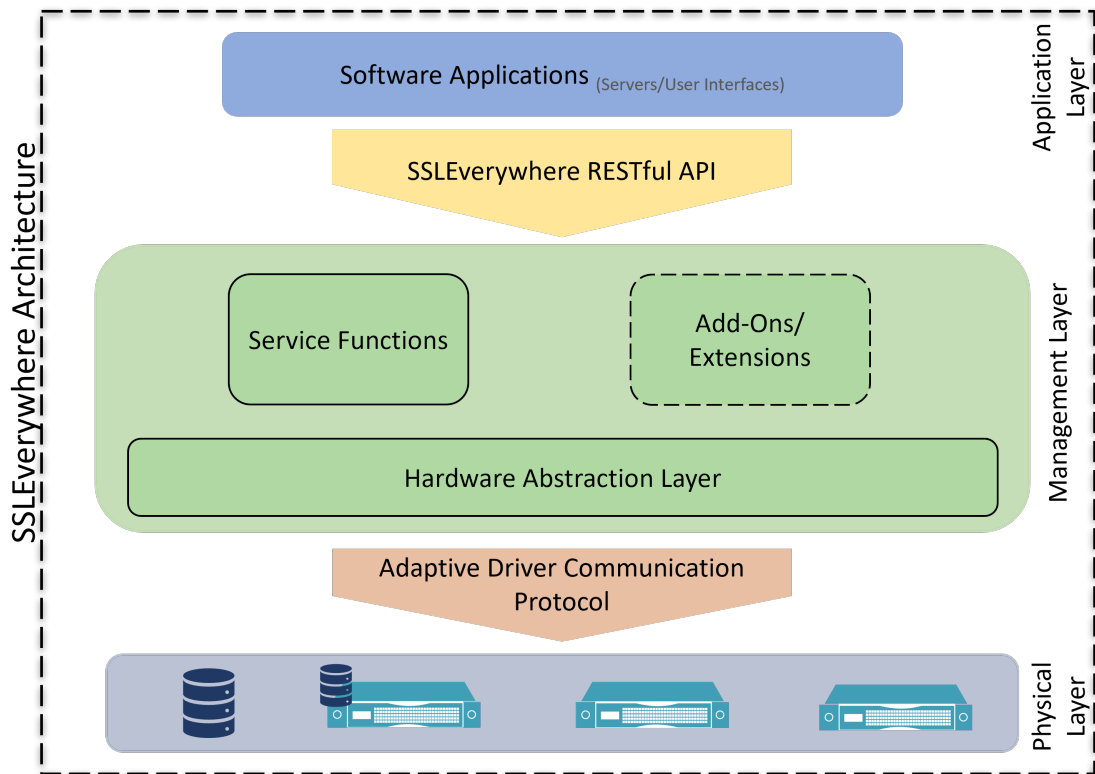 Software Applications (Servers/User Interfaces)
Application
Layer
SSLEverywhere RESTful API
SSLEverywhere Architecture
Service Functions
Add-Ons/
Extensions
Management Layer
Hardware Abstraction Layer
Adaptive Driver Communication
Protocol
Physical
Layer